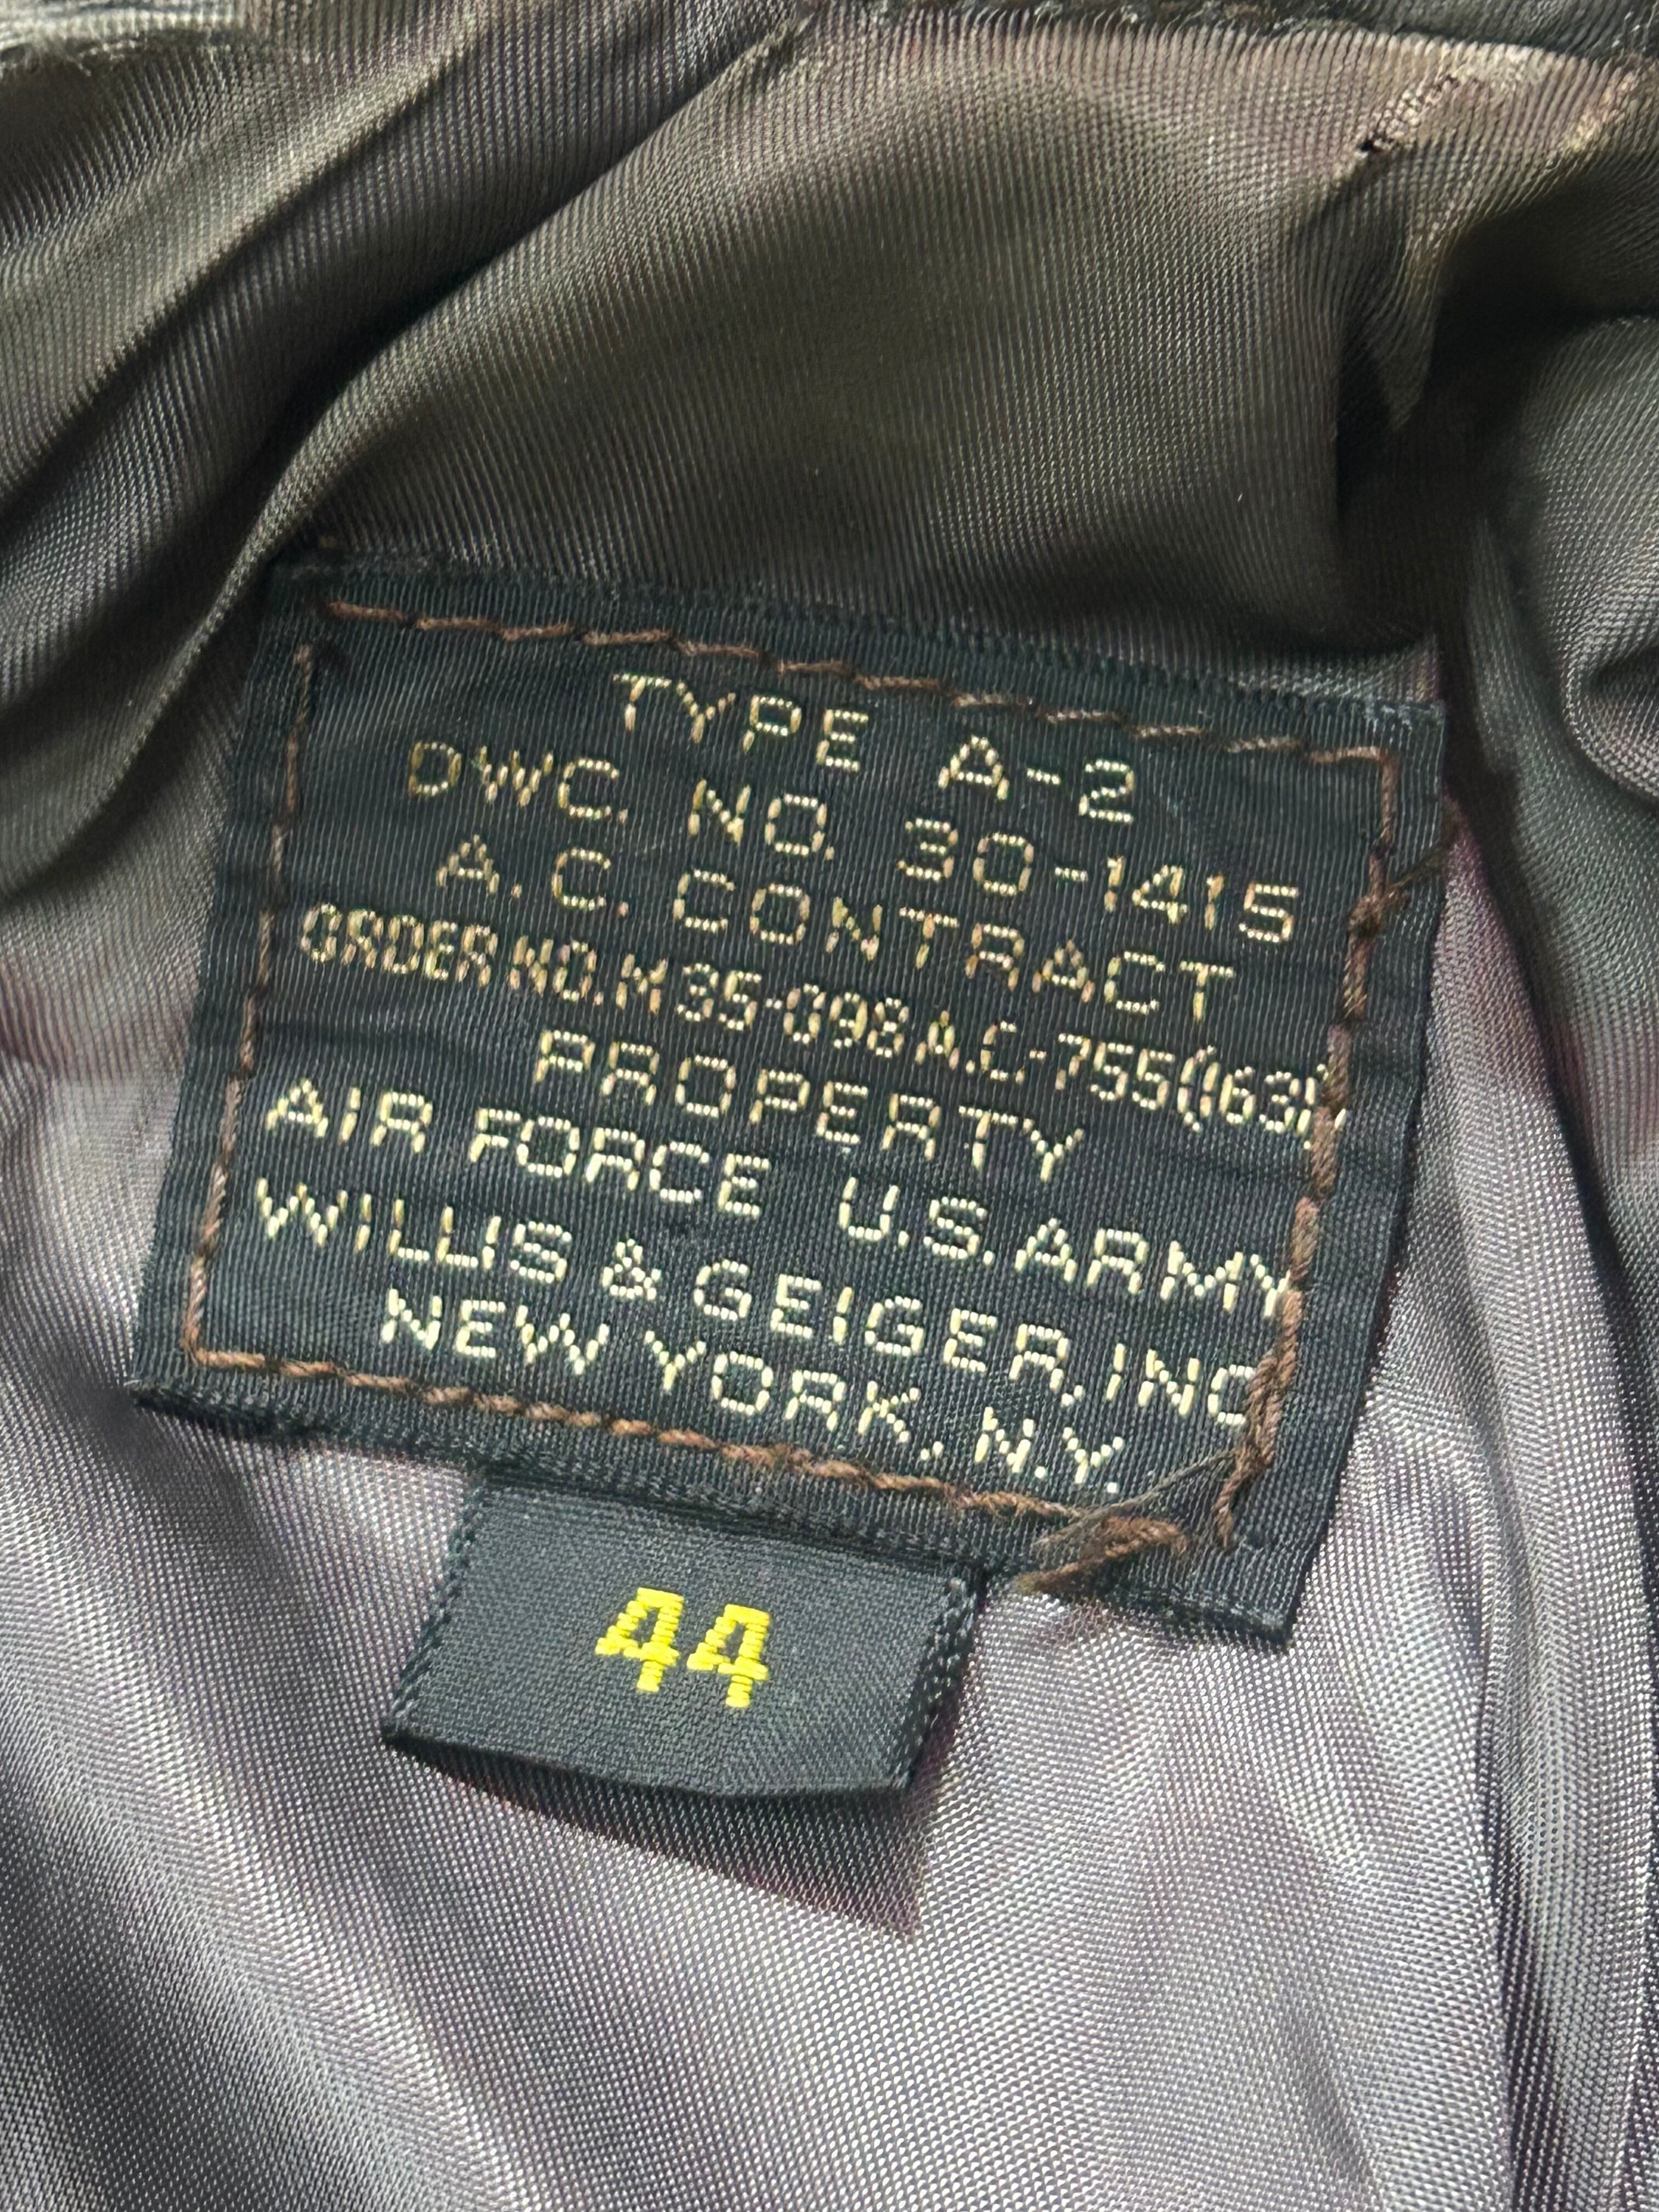 TYPE A-2
DWG. NO. 30-1415
A. C. CONTRACT
ORDER NO. M 35-098 A.C.-755(163)
PROPERTY
AIR FORCE U.S. ARMY
WILLIS & GEIGER, INC
NEW YORK, N.Y.
44